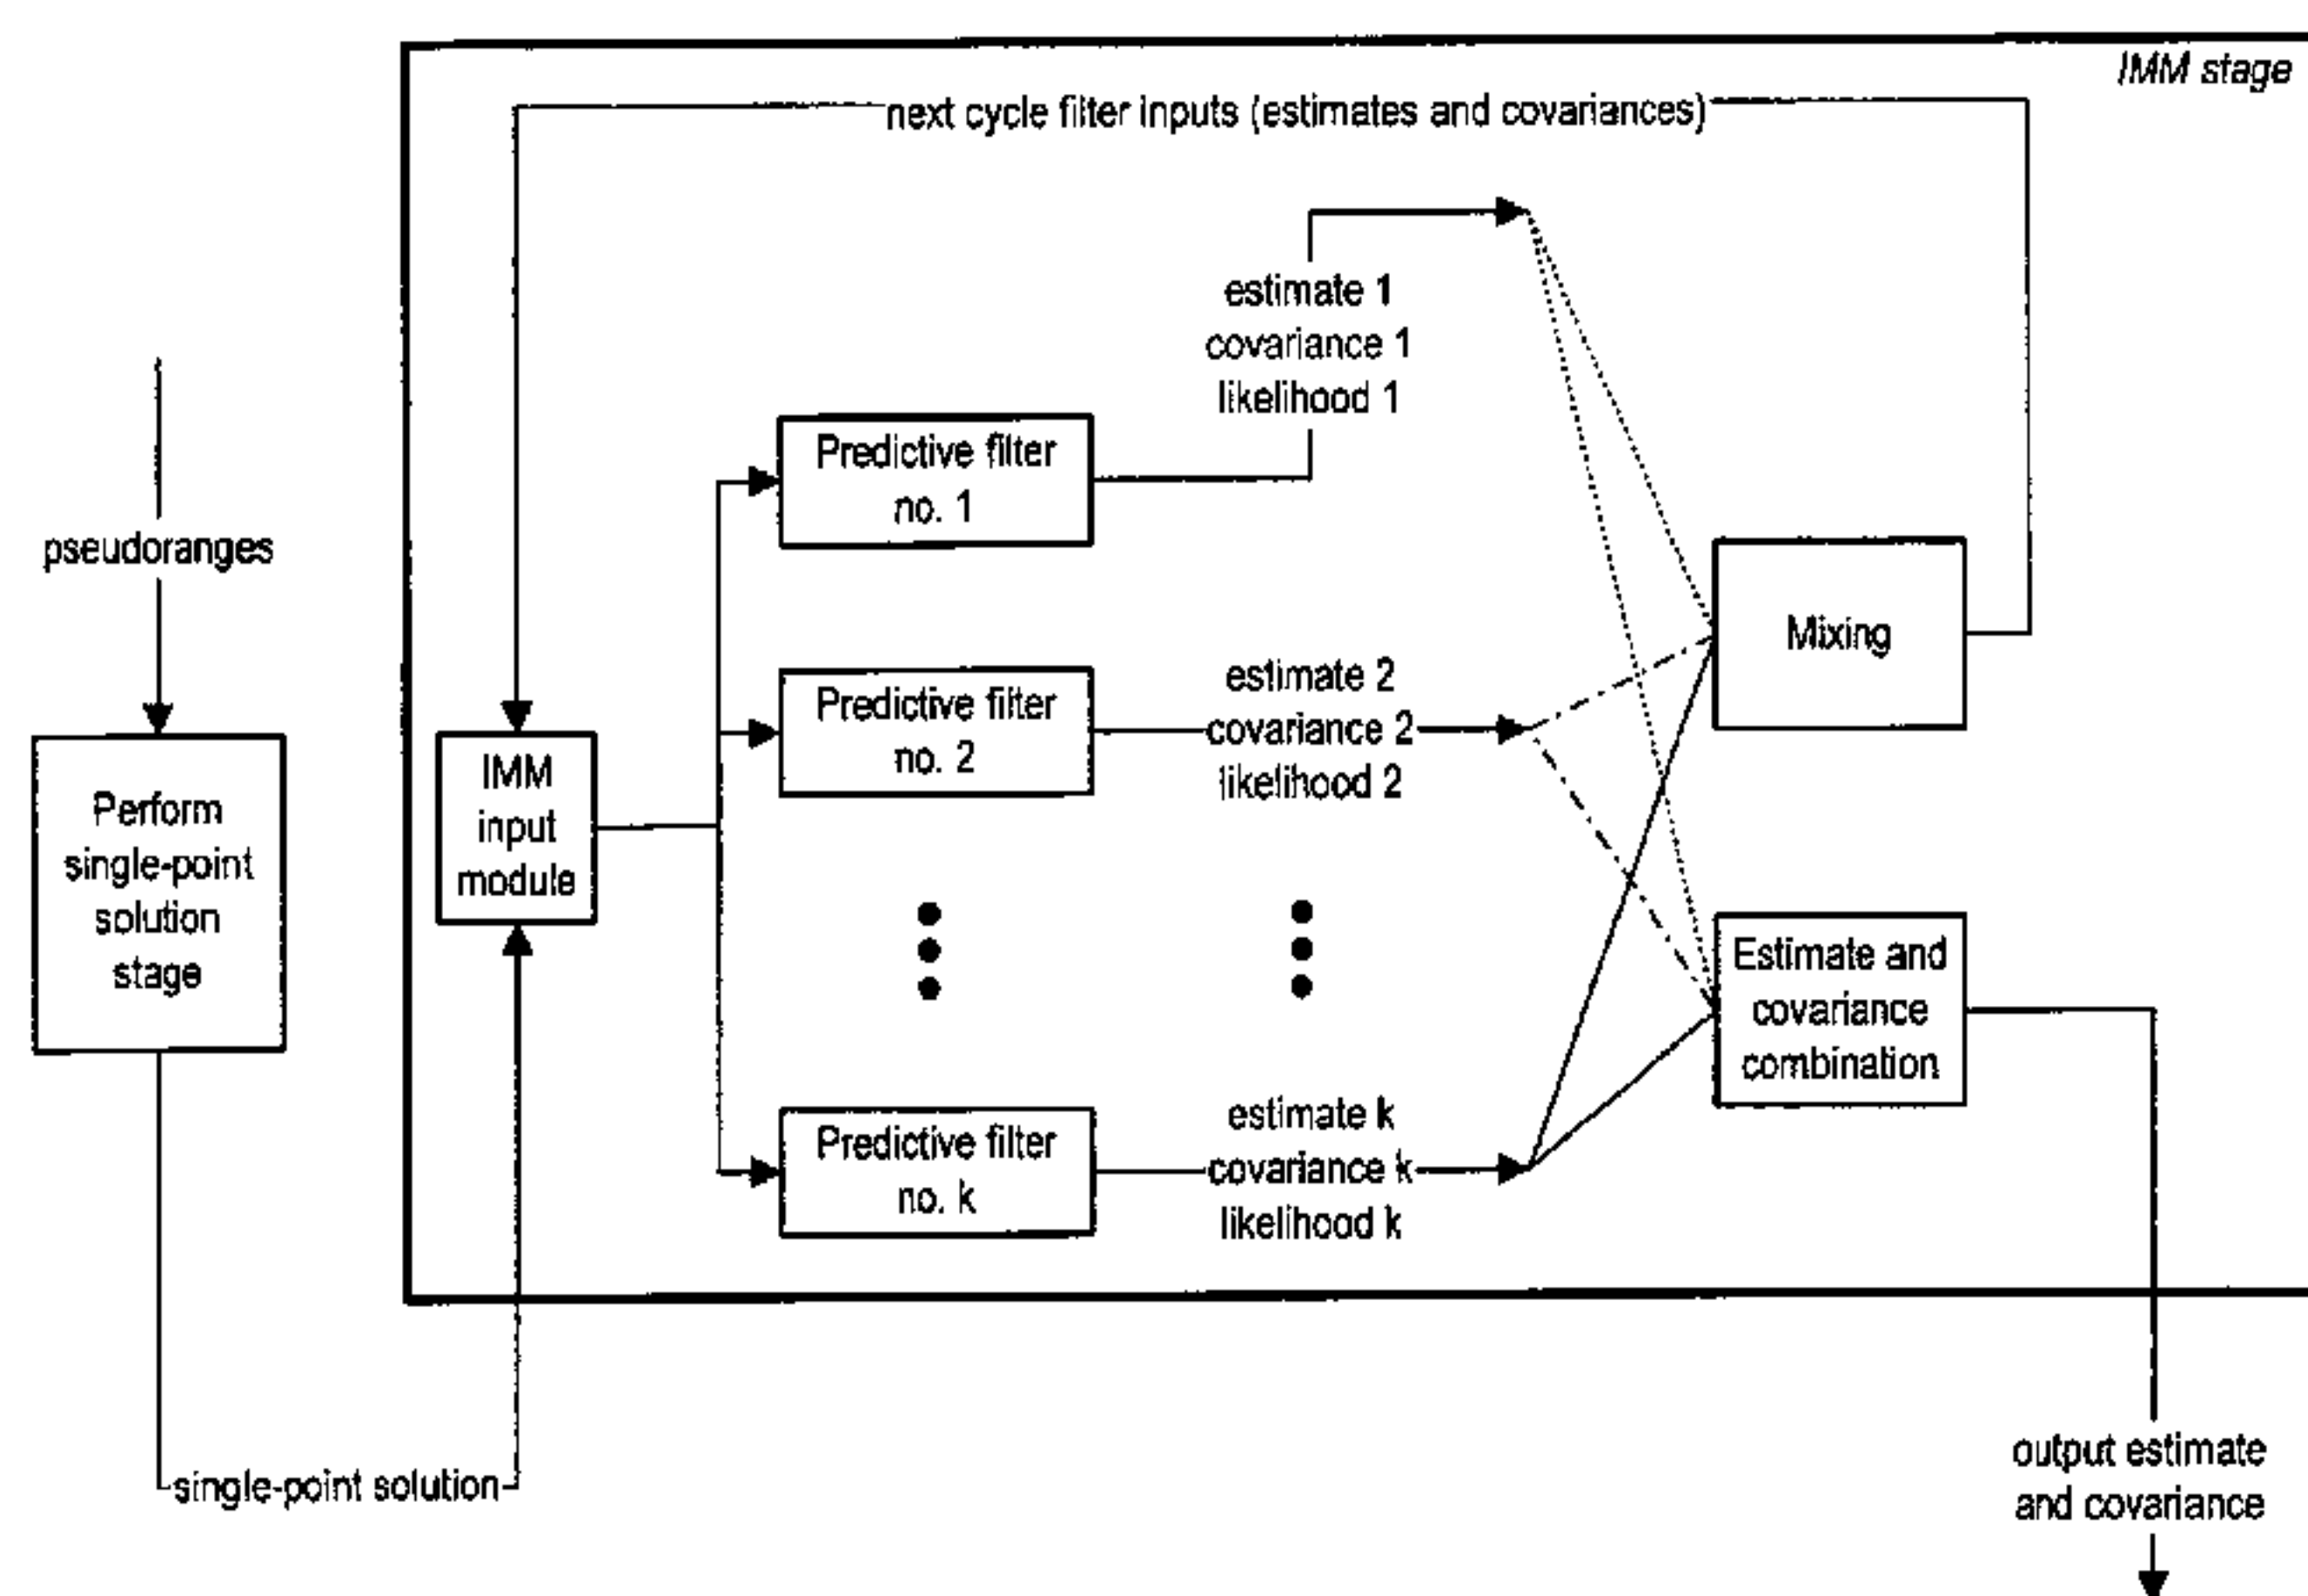 IMM stage
next cycle filter inputs (estimates and covariances)
estimate 1
covariance 1
likelihood 1
Predictive filter
no. 1
pseudoranges
Mixing
Predictive filter
no. 2
estimate 2
covariance 2
likelihood 2
Perform
single-point
solution
stage
IMM
input
module
Estimate and
covariance
combination
Predictive filter
no. k
estimate k
covariance k
likelihood k
single-point solution
output estimate
and covariance